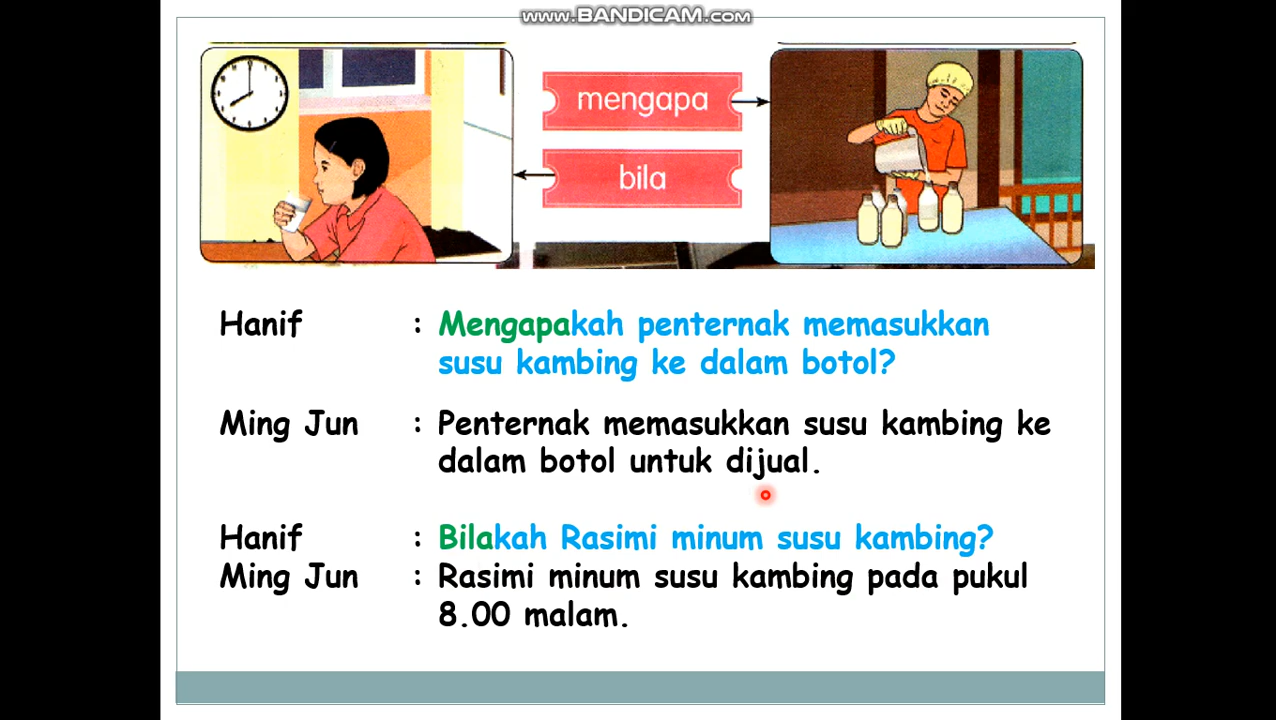 www.BANDICAM.com
mengapa
bila
Hanif : Mengapakah penternak memasukkan
susu kambing ke dalam botol?
Ming Jun : Penternak memasukkan susu kambing ke
dalam botol untuk dijual.
Hanif : Bilakah Rasimi minum susu kambing?
Ming Jun : Rasimi minum susu kambing pada pukul
8.00 malam.